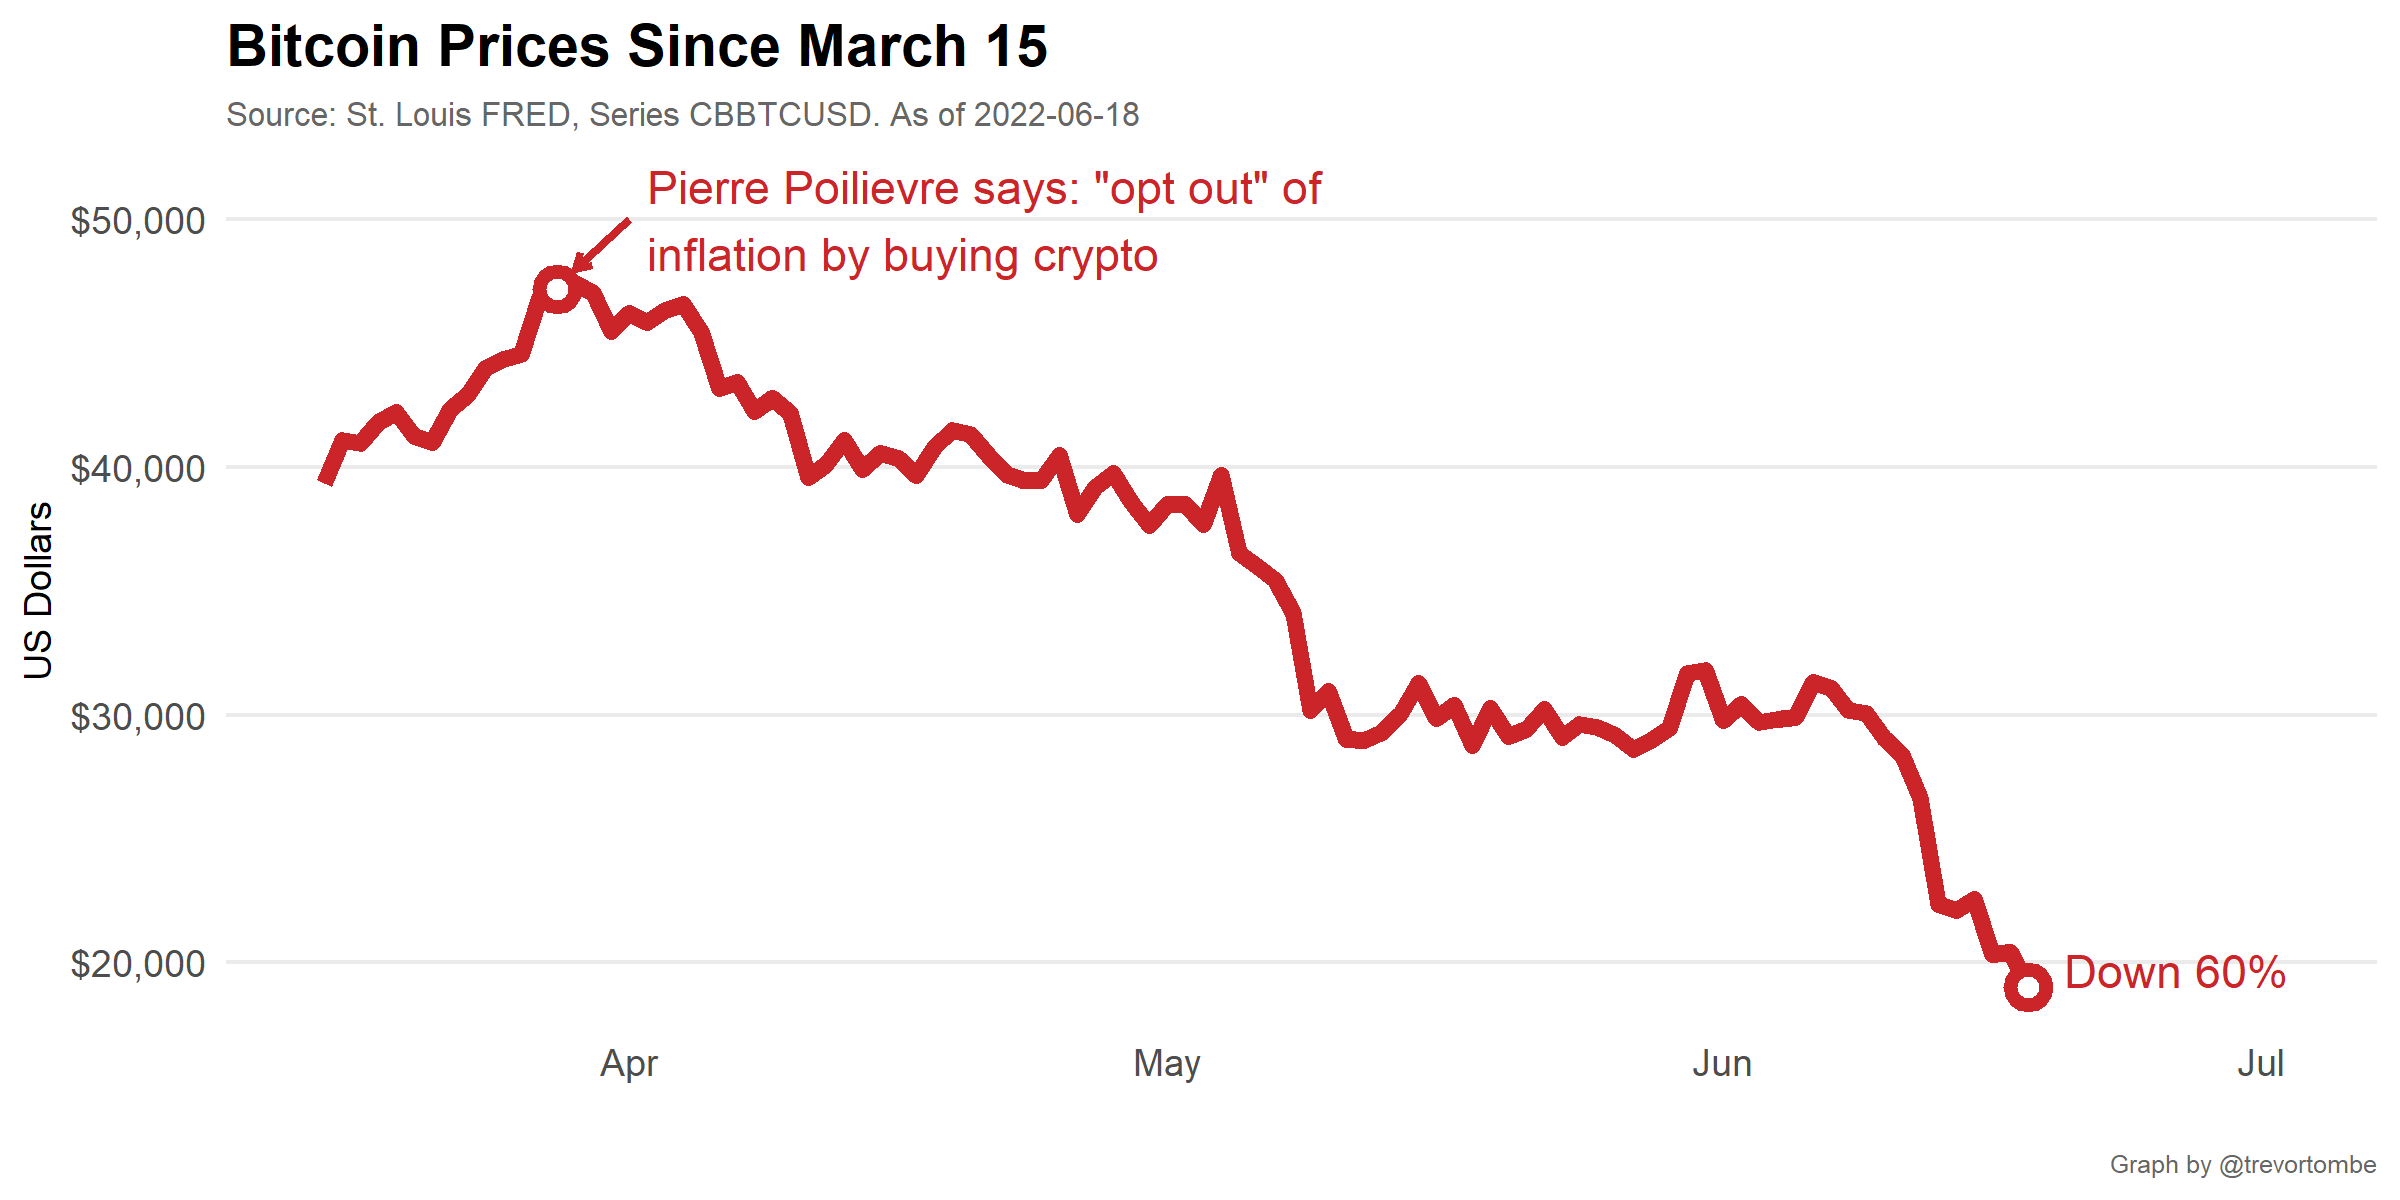 Bitcoin Prices Since March 15
Source: St. Louis FRED, Series CBBTCUSD. As of 2022-06-18
Pierre Poilievre says: "opt out" of
inflation by buying crypto
$50,000
$40,000
$30,000
$20,000
US Dollars
Down 60%
Apr May Jun Jul
Graph by @trevortombe